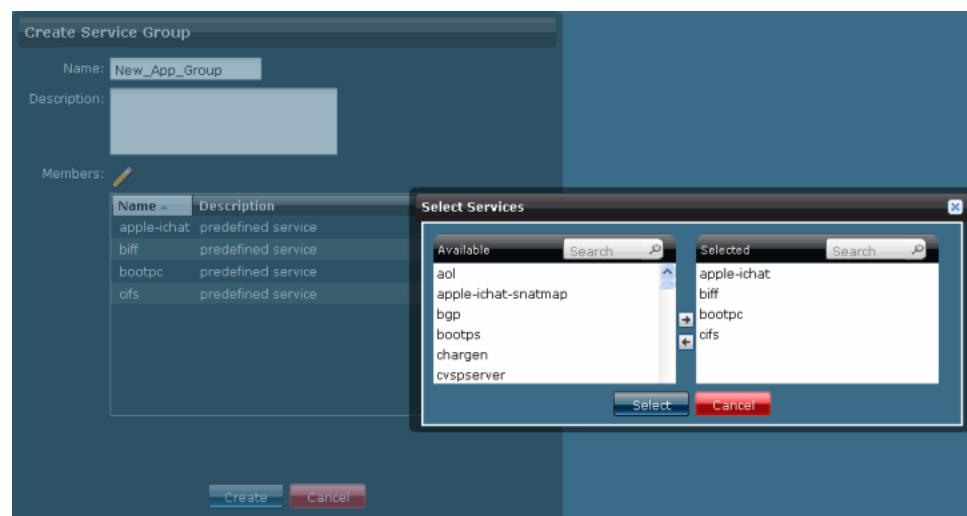 Create Service Group
Name: New_App_Group
Description:
Members:
Name Description
apple-ichat predefined service
biff predefined service
bootpc predefined service
cifs predefined service
Create Cancel
Select Services
Available Search
aol
apple-ichat-snatmap
bgp
bootps
chargen
cvspserver
Selected Search
apple-ichat
biff
bootpc
cifs
Select Cancel